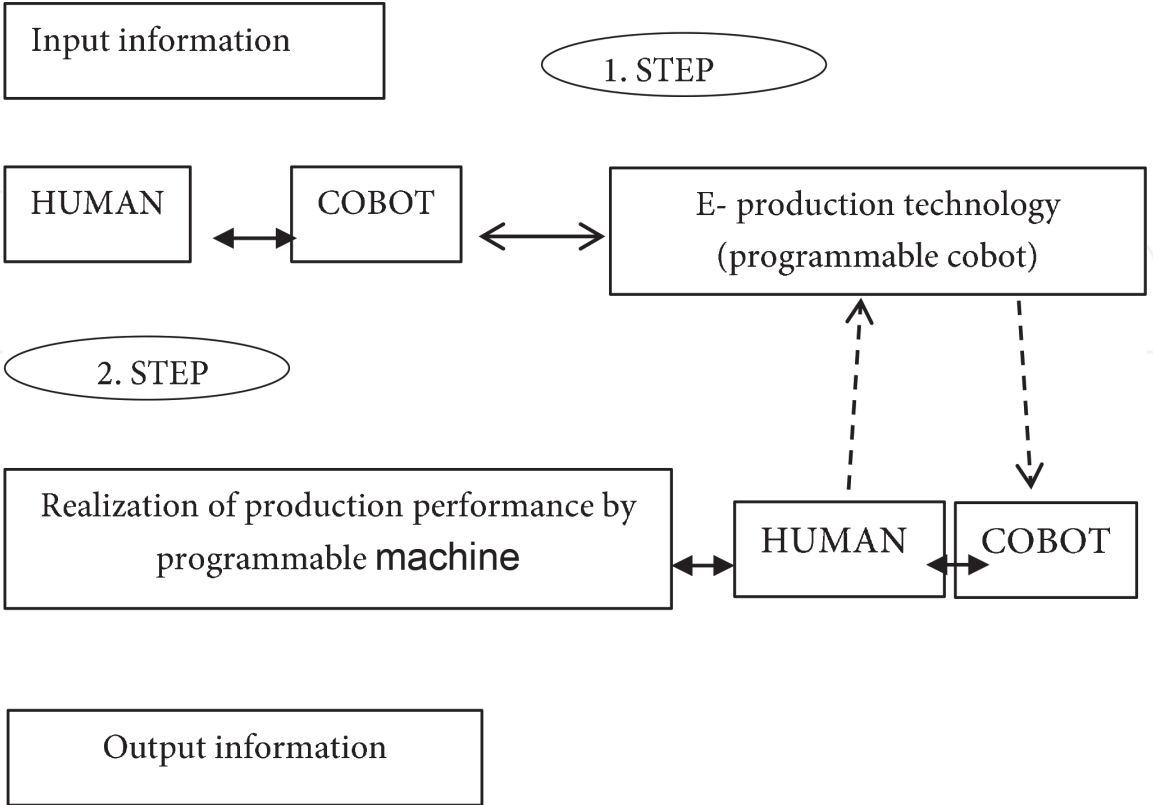 Input information
1. STEP
HUMAN
COBOT
E- production technology
(programmable cobot)
2. STEP
Realization of production performance by
programmable machine
HUMAN
COBOT
Output information